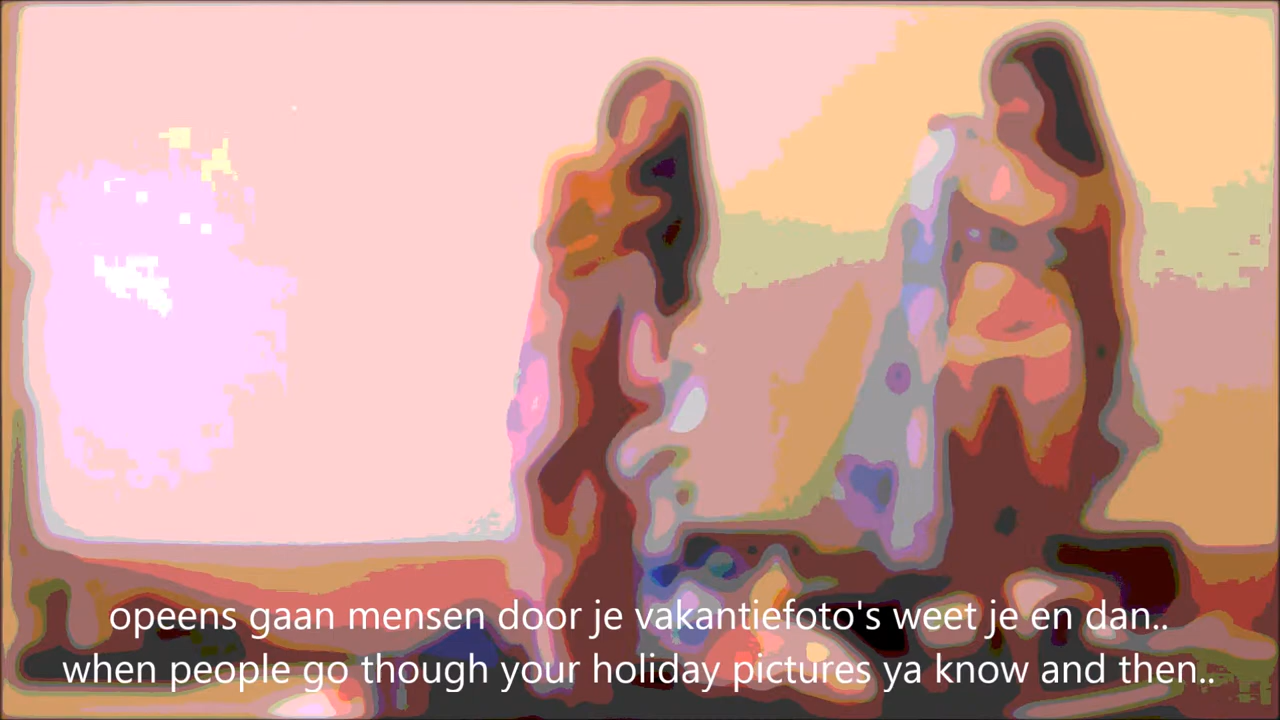 opeens gaan mensen door je vakantiefoto's weet je en dan..
when people go though your holiday pictures ya know and then..